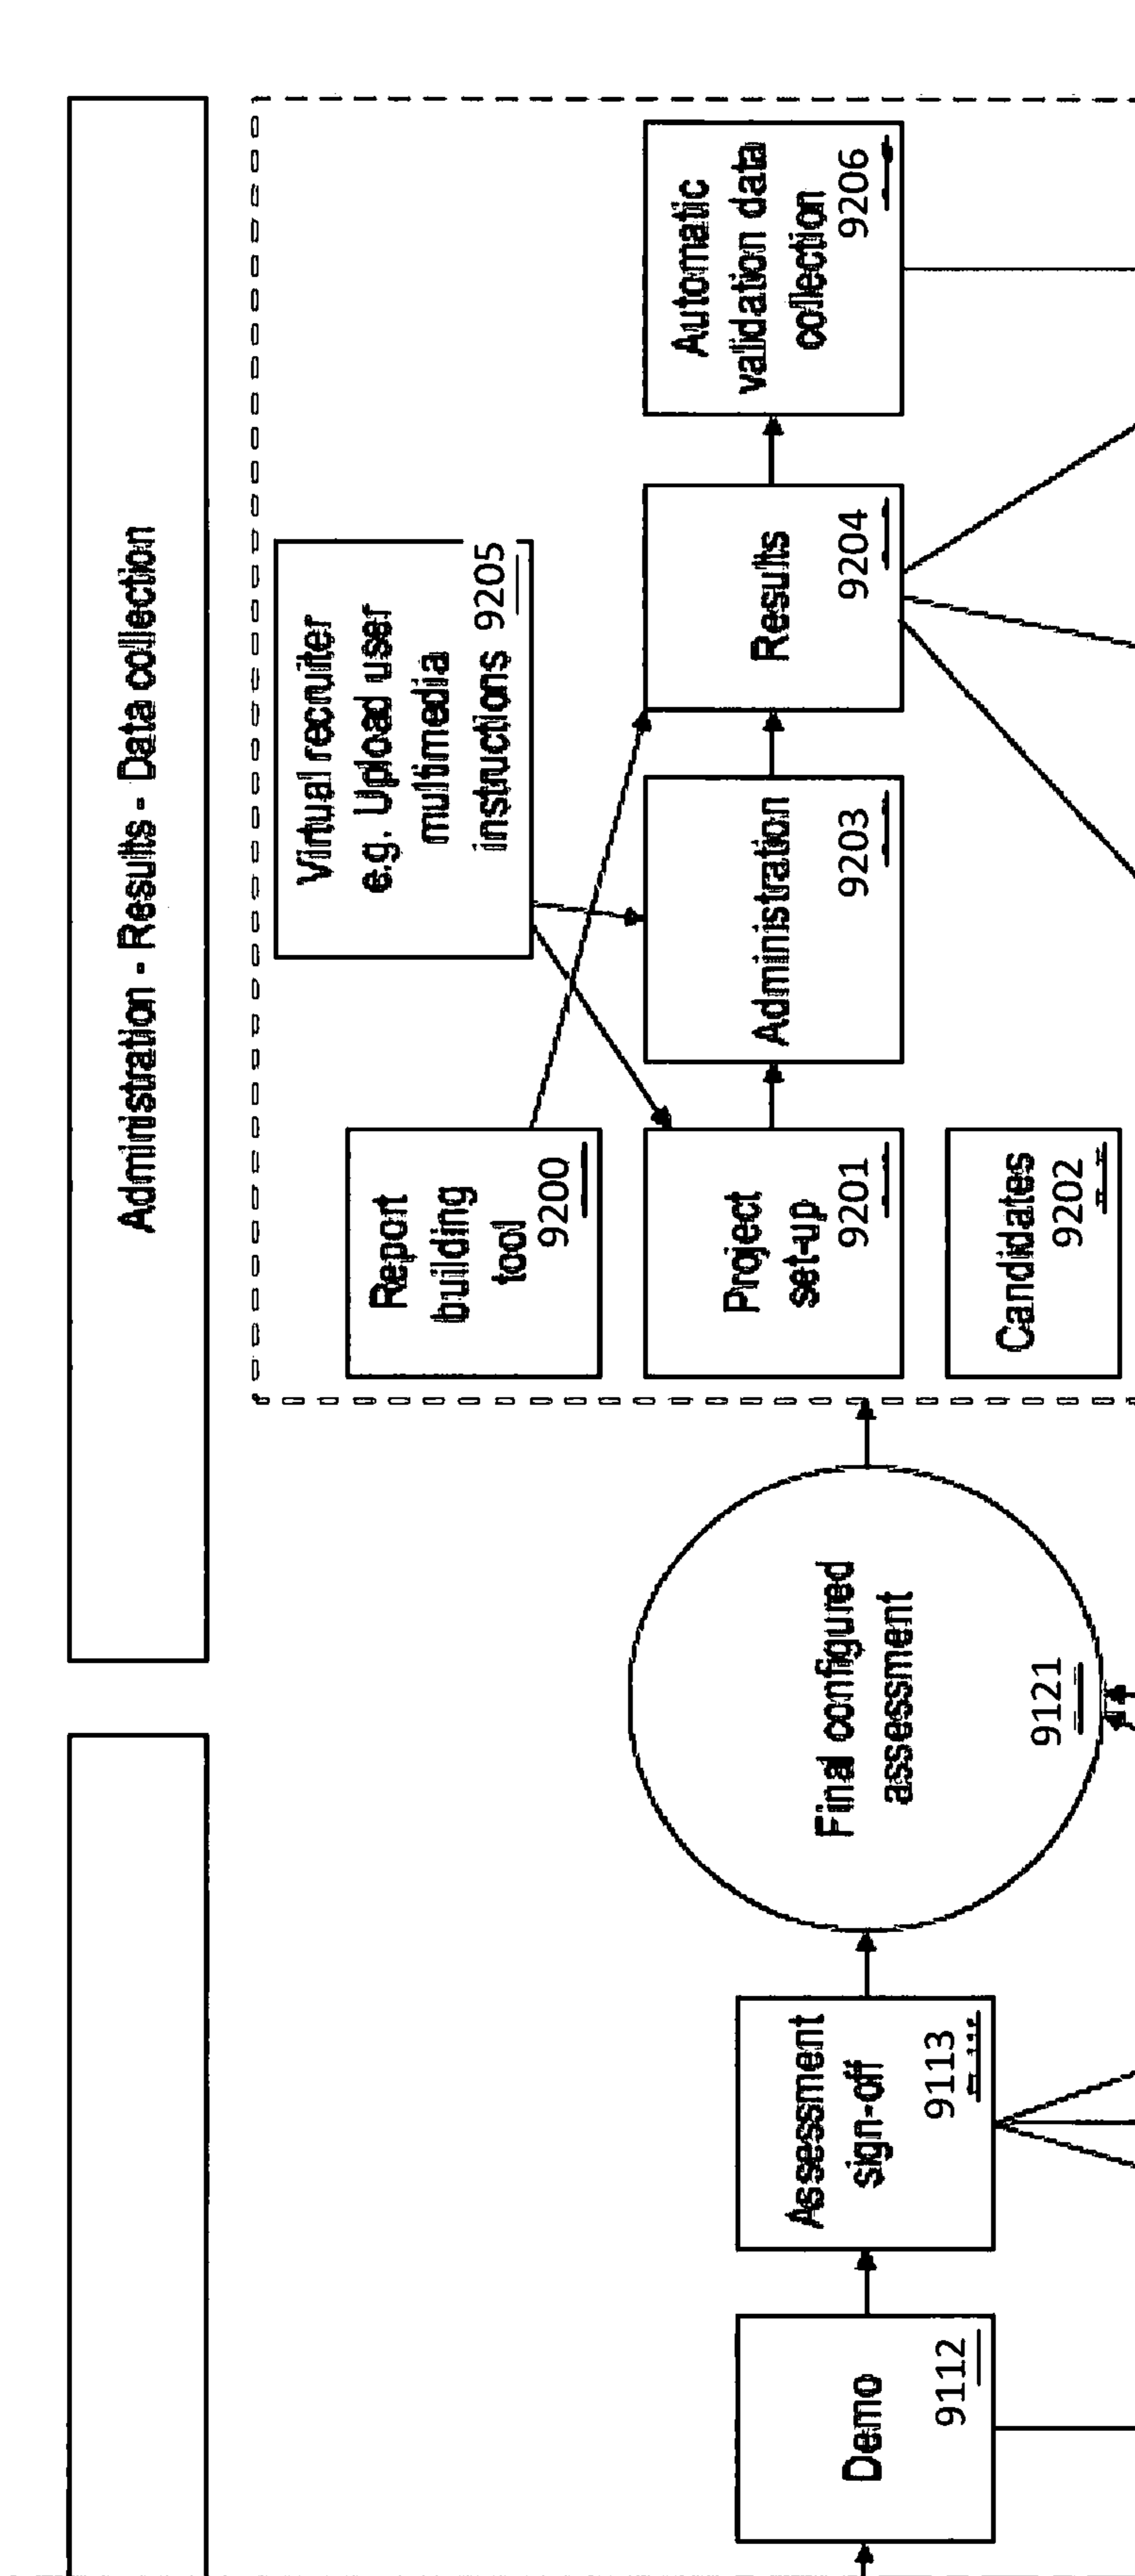 Administration - Results - Data collection
Demo
9112
Assessment
sign-off
9113
Final configured
assessment
9121
Report
building
tool
9200
Project
set-up
9201
Candidates
9202
Virtual recruiter
e.g. Upload user
multimedia
instructions 9205
Administration
9203
Results
9204
Automatic
validation data
collection
9206